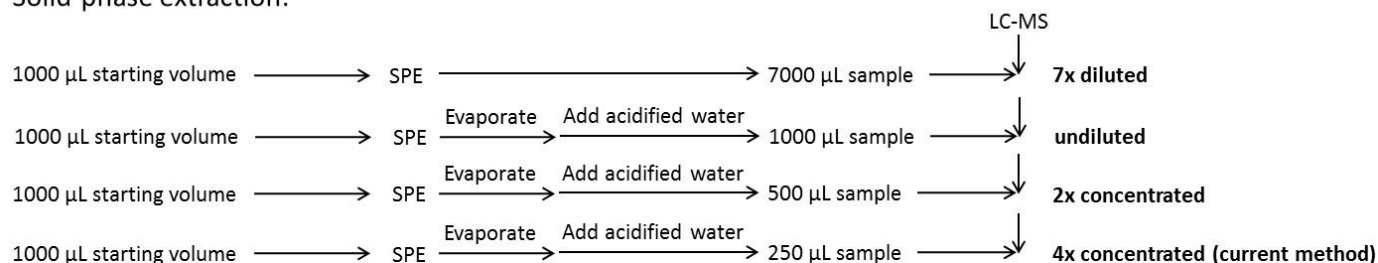 Solid-phase extraction:
LC-MS
1000 µL starting volume SPE 7000 µL sample 7x diluted
Evaporate Add acidified water
1000 µL starting volume SPE 1000 µL sample undiluted
Evaporate Add acidified water
1000 µL starting volume SPE 500 µL sample 2x concentrated
Evaporate Add acidified water
1000 µL starting volume SPE 250 µL sample 4x concentrated (current method)